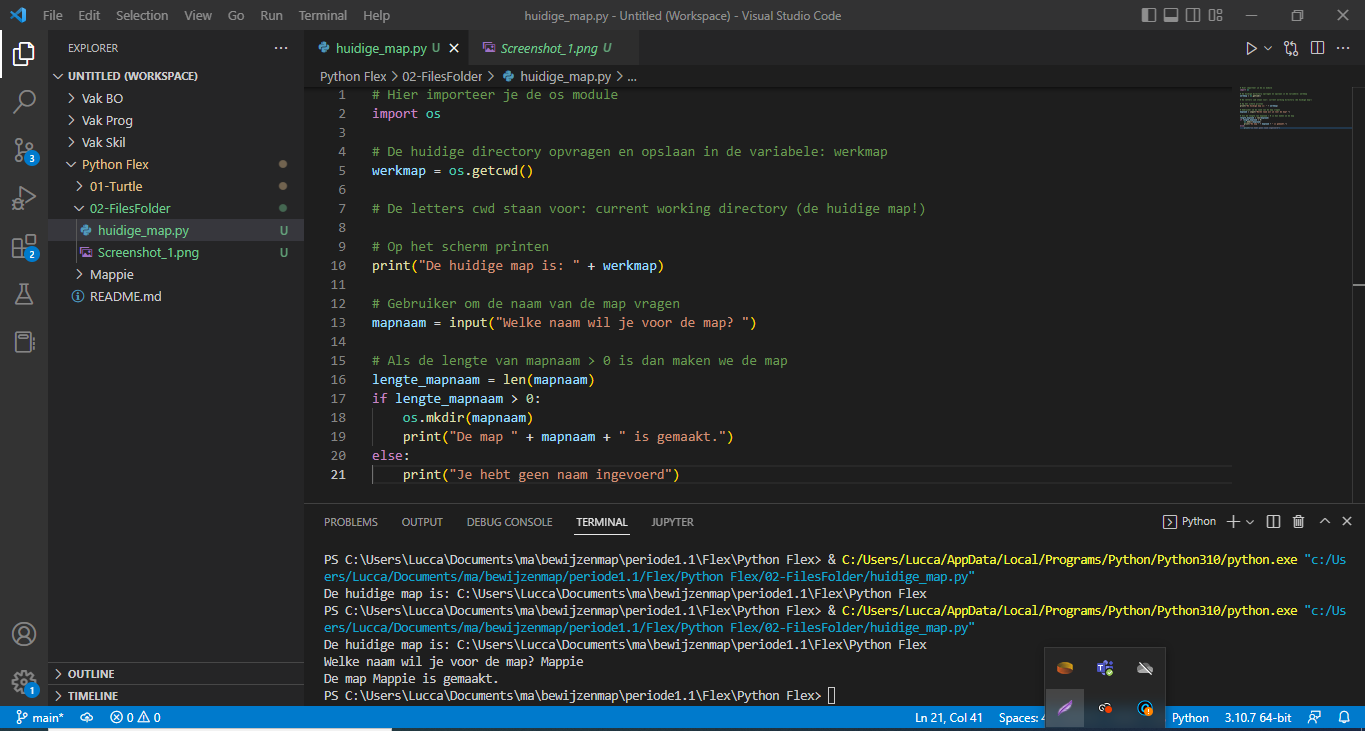 File Edit Selection View Go Run Terminal Help huidige_map.py - Untitled (Workspace) - Visual Studio Code
EXPLORER
UNTITLED (WORKSPACE)
Vak BO
Vak Prog
Vak Skil
Python Flex
01-Turtle
02-FilesFolder
huidige_map.py U
Screenshot_1.png U
Mappie
README.md
OUTLINE
TIMELINE
3
2
1
huidige_map.py U Screenshot_1.png U
Python Flex > 02-FilesFolder > huidige_map.py > ...
1 # Hier importeer je de os module
2 import os
3
4 # De huidige directory opvragen en opslaan in de variabele: werkmap
5 werkmap = os.getcwd()
6
7 # De letters cwd staan voor: current working directory (de huidige map!)
8
9 # Op het scherm printen
10 print("De huidige map is: " + werkmap)
11
12 # Gebruiker om de naam van de map vragen
13 mapnaam = input("Welke naam wil je voor de map? ")
14
15 # Als de lengte van mapnaam > 0 is dan maken we de map
16 lengte_mapnaam = len(mapnaam)
17 if lengte_mapnaam > 0:
18     os.mkdir(mapnaam)
19     print("De map " + mapnaam + " is gemaakt.")
20 else:
21     print("Je hebt geen naam ingevoerd")
PROBLEMS OUTPUT DEBUG CONSOLE TERMINAL JUPYTER Python
PS C:\Users\Lucca\Documents\ma\bewijzenmap\periode1.1\Flex\Python Flex> & C:/Users/Lucca/AppData/Local/Programs/Python/Python310/python.exe "c:/Us
ers/Lucca/Documents/ma/bewijzenmap/periode1.1/Flex/Python Flex/02-FilesFolder/huidige_map.py"
De huidige map is: C:\Users\Lucca\Documents\ma\bewijzenmap\periode1.1\Flex\Python Flex
PS C:\Users\Lucca\Documents\ma\bewijzenmap\periode1.1\Flex\Python Flex> & C:/Users/Lucca/AppData/Local/Programs/Python/Python310/python.exe "c:/Us
ers/Lucca/Documents/ma/bewijzenmap/periode1.1/Flex/Python Flex/02-FilesFolder/huidige_map.py"
De huidige map is: C:\Users\Lucca\Documents\ma\bewijzenmap\periode1.1\Flex\Python Flex
Welke naam wil je voor de map? Mappie
De map Mappie is gemaakt.
PS C:\Users\Lucca\Documents\ma\bewijzenmap\periode1.1\Flex\Python Flex>
main* 0 0 Ln 21, Col 41 Spaces: Python 3.10.7 64-bit